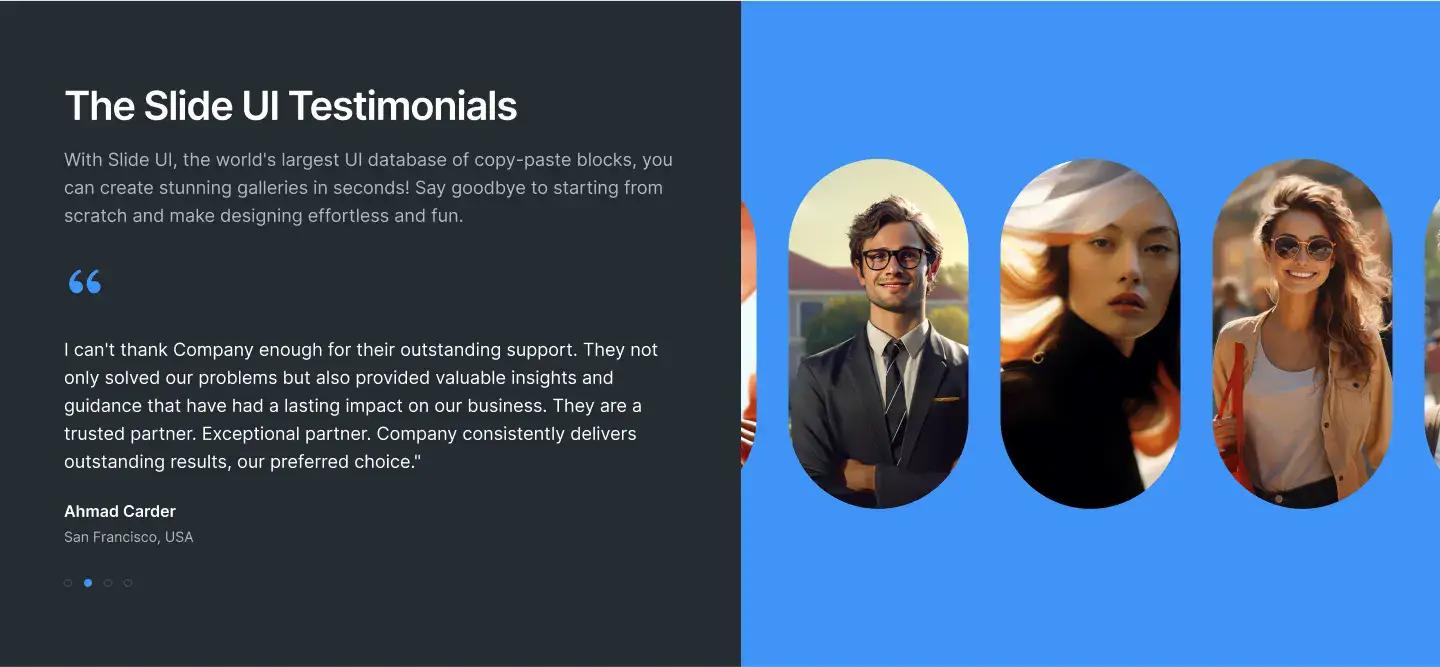 The Slide UI Testimonials
With Slide UI, the world's largest UI database of copy-paste blocks, you
can create stunning galleries in seconds! Say goodbye to starting from
scratch and make designing effortless and fun.
“
I can't thank Company enough for their outstanding support. They not
only solved our problems but also provided valuable insights and
guidance that have had a lasting impact on our business. They are a
trusted partner. Exceptional partner. Company consistently delivers
outstanding results, our preferred choice."
Ahmad Carder
San Francisco, USA